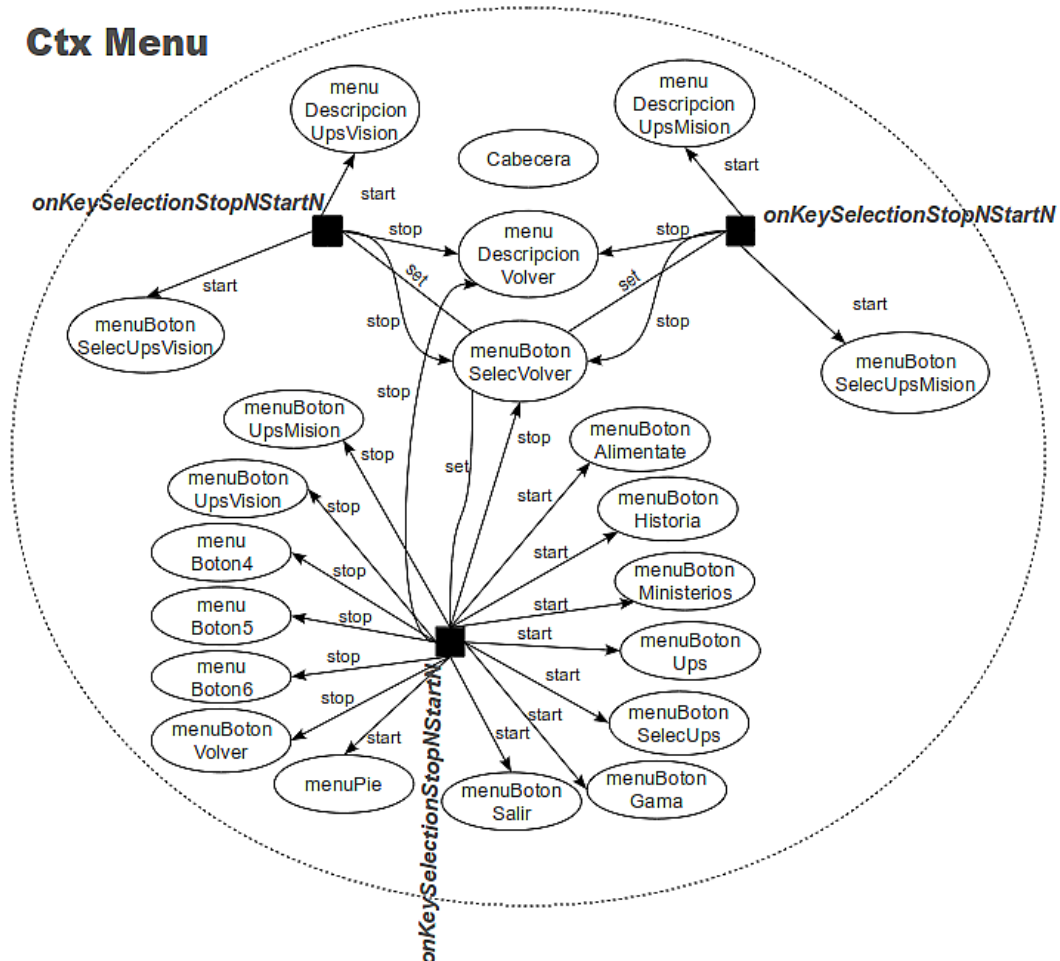 Ctx Menu
menu
Descripcion
UpsVision
menu
Descripcion
UpsMision
Cabecera
start
start
onKeySelectionStopNStartN
onKeySelectionStopNStartN
stop
menu
Descripcion
Volver
stop
set
set
start
start
menuBoton
SelecUpsVision
stop
menuBoton
SelecVolver
stop
menuBoton
SelecUpsMision
stop
menuBoton
UpsMision
stop
set
stop
menuBoton
Alimentate
menuBoton
UpsVision
stop
start
menuBoton
Historia
menu
Boton4
stop
start
menuBoton
Ministerios
menu
Boton5
stop
start
start
menuBoton
Ups
menu
Boton6
stop
stop
start
menuBoton
SelecUps
menuBoton
Volver
start
start
start
menuPie
menuBoton
Salir
menuBoton
Gama
onKeySelectionStopNStartN